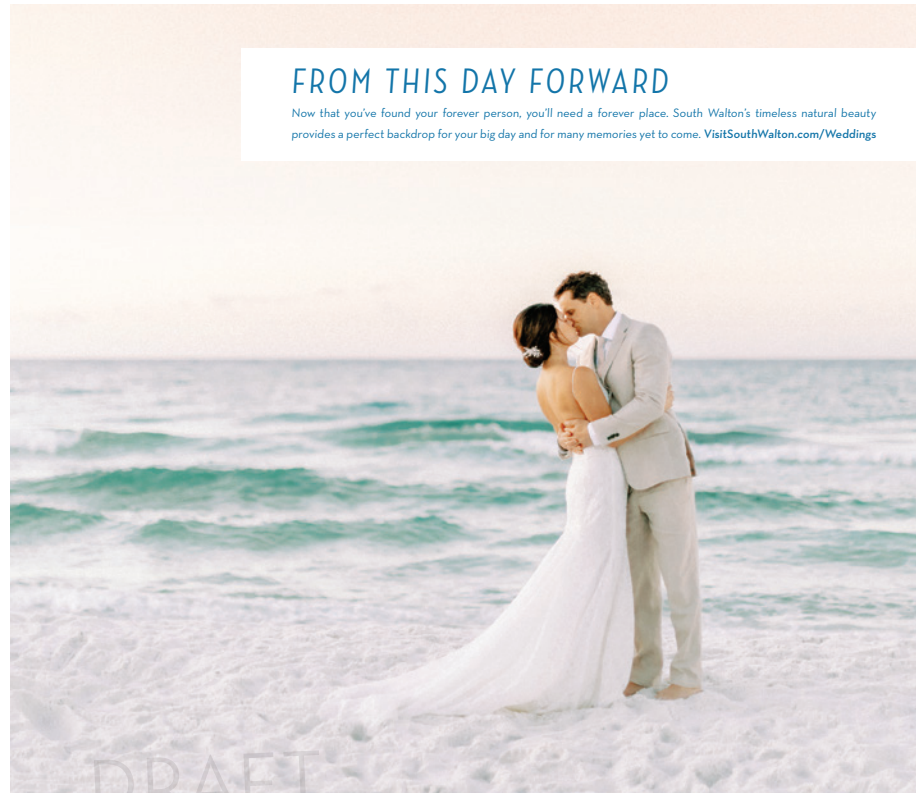 FROM THIS DAY FORWARD
Now that you've found your forever person, you'll need a forever place. South Walton's timeless natural beauty
provides a perfect backdrop for your big day and for many memories yet to come. VisitSouthWalton.com/Weddings
DRAFT